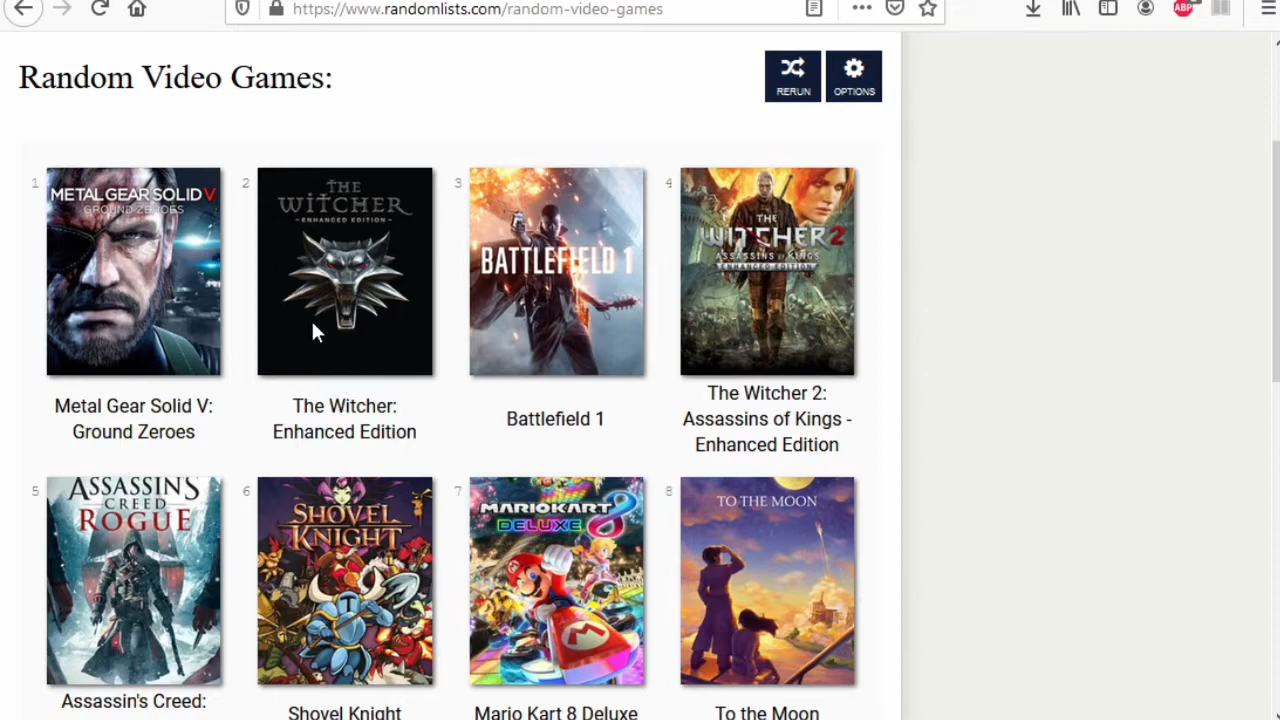 https://www.randomlists.com/random-video-games
ABP
Random Video Games:
RERUN
OPTIONS
1
METAL GEAR SOLID V
GROUND ZEROES
2
THE
WITCHER
ENHANCED EDITION
3
BATTLEFIELD 1
4
THE
WITCHER 2
ASSASSINS OF KINGS
ENHANCED EDITION
Metal Gear Solid V:
Ground Zeroes
The Witcher:
Enhanced Edition
Battlefield 1
The Witcher 2:
Assassins of Kings -
Enhanced Edition
5
ASSASSIN'S
CREED
ROGUE
6
SHOVEL
KNIGHT
7
MARIOKART 8
DELUXE
8
TO THE MOON
M
Assassin's Creed:
Shovel Knight
Mario Kart 8 Deluxe
To the Moon